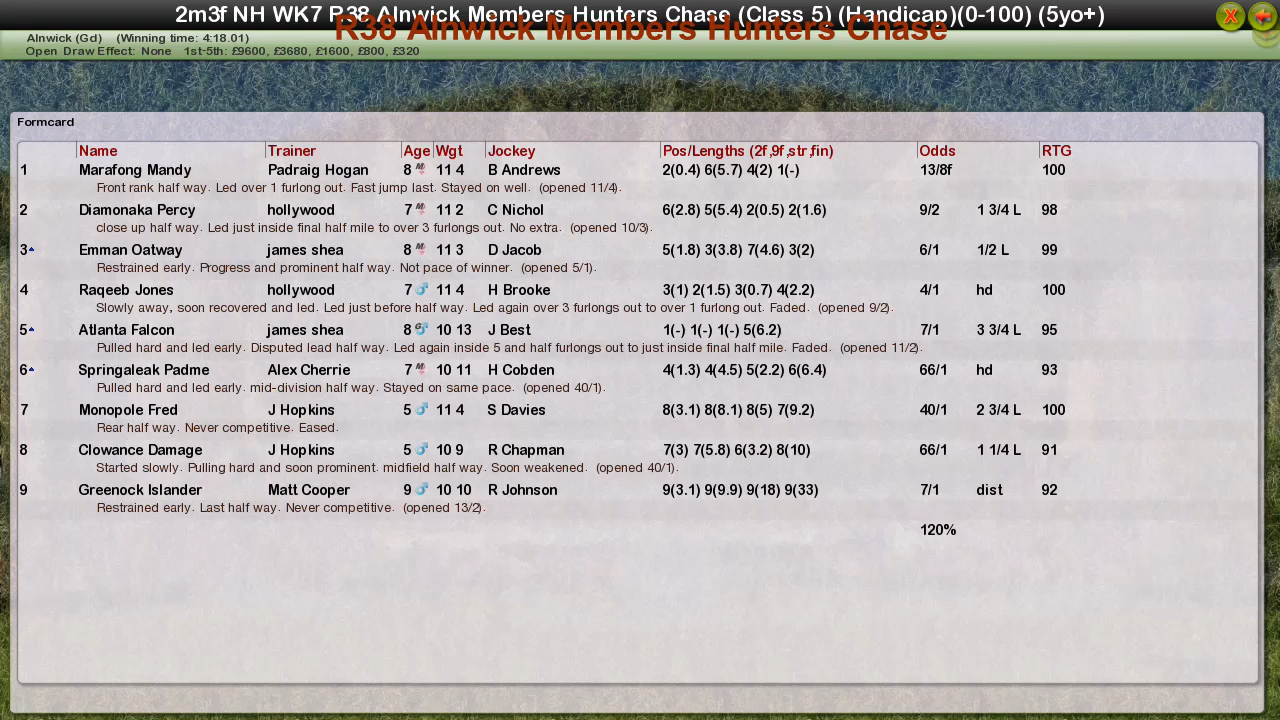 2m3f NH WK7 R38 Alnwick Members Hunters Chase (Class 5) (Handicap)(0-100) (5yo+)
R38 Alnwick Members Hunters Chase
Alnwick (Gd) (Winning time: 4:18.01)
Open Draw Effect: None 1st-5th: £9600, £3680, £1600, £800, £320
Formcard
Name Trainer Age Wgt Jockey Pos/Lengths (2f,9f,str,fin) Odds RTG
1 Marafong Mandy Padraig Hogan 8 11 4 B Andrews 2(0.4) 6(5.7) 4(2) 1(-) 13/8f 100
Front rank half way. Led over 1 furlong out. Fast jump last. Stayed on well. (opened 11/4).
2 Diamonaka Percy hollywood 7 11 2 C Nichol 6(2.8) 5(5.4) 2(0.5) 2(1.6) 9/2 1 3/4 L 98
close up half way. Led just inside final half mile to over 3 furlongs out. No extra. (opened 10/3).
3 Emman Oatway james shea 8 11 3 D Jacob 5(1.8) 3(3.8) 7(4.6) 3(2) 6/1 1/2 L 99
Restrained early. Progress and prominent half way. Not pace of winner. (opened 5/1).
4 Raqeeb Jones hollywood 7 11 4 H Brooke 3(1) 2(1.5) 3(0.7) 4(2.2) 4/1 hd 100
Slowly away, soon recovered and led. Led just before half way. Led again over 3 furlongs out to over 1 furlong out. Faded. (opened 9/2).
5 Atlanta Falcon james shea 8 10 13 J Best 1(-) 1(-) 1(-) 5(6.2) 7/1 3 3/4 L 95
Pulled hard and led early. Disputed lead half way. Led again inside 5 and half furlongs out to just inside final half mile. Faded. (opened 11/2).
6 Springaleak Padme Alex Cherrie 7 10 11 H Cobden 4(1.3) 4(4.5) 5(2.2) 6(6.4) 66/1 hd 93
Pulled hard and led early. mid-division half way. Stayed on same pace. (opened 40/1).
7 Monopole Fred J Hopkins 5 11 4 S Davies 8(3.1) 8(8.1) 8(5) 7(9.2) 40/1 2 3/4 L 100
Rear half way. Never competitive. Eased.
8 Clowance Damage J Hopkins 5 10 9 R Chapman 7(3) 7(5.8) 6(3.2) 8(10) 66/1 1 1/4 L 91
Started slowly. Pulling hard and soon prominent. midfield half way. Soon weakened. (opened 40/1).
9 Greenock Islander Matt Cooper 9 10 10 R Johnson 9(3.1) 9(9.9) 9(18) 9(33) 7/1 dist 92
Restrained early. Last half way. Never competitive. (opened 13/2).
120%